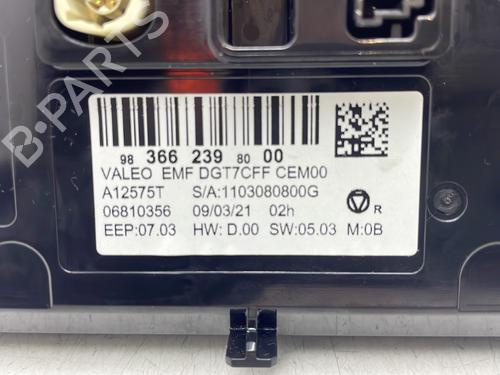 98 366 239 80 00
VALEO EMF DGT7CFF CEM00
A12575T S/A:1103080800G
06810356 09/03/21 02h
R
EEP:07.03 HW: D.00 SW:05.03 M:0B
B-PARTS